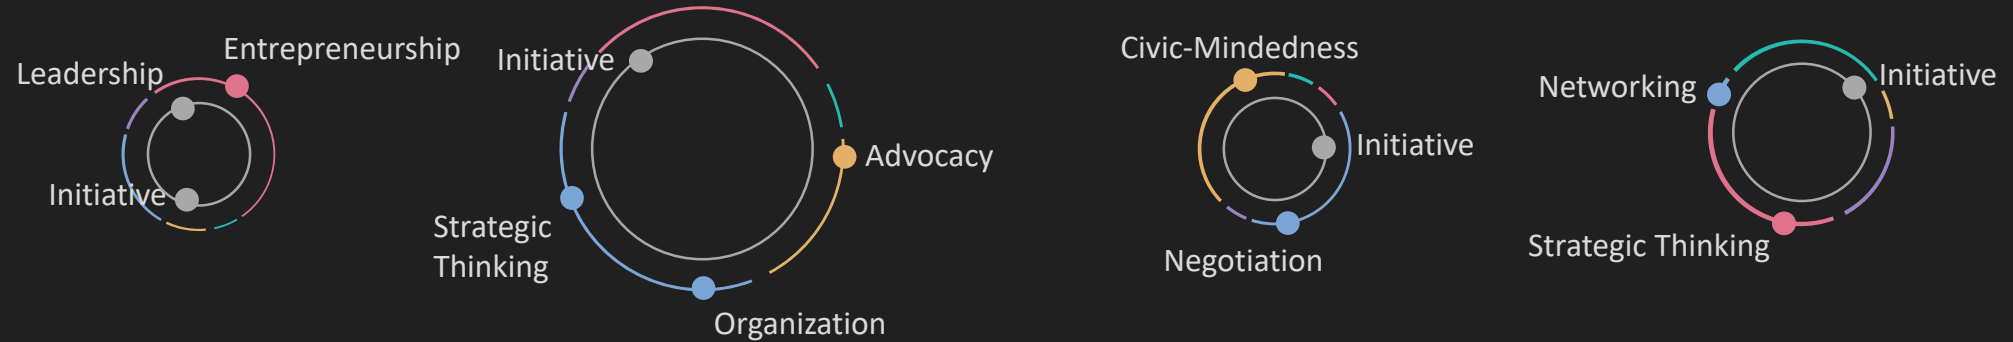 Leadership
Entrepreneurship
Initiative
Initiative
Advocacy
Strategic
Thinking
Organization
Civic-Mindedness
Initiative
Negotiation
Networking
Initiative
Strategic Thinking